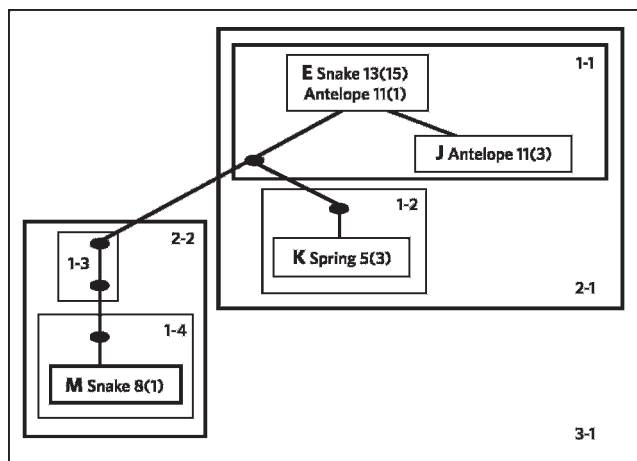 1-1
E Snake 13(15)
Antelope 11(1)
J Antelope 11(3)
1-2
K Spring 5(3)
2-1
2-2
1-3
1-4
M Snake 8(1)
3-1